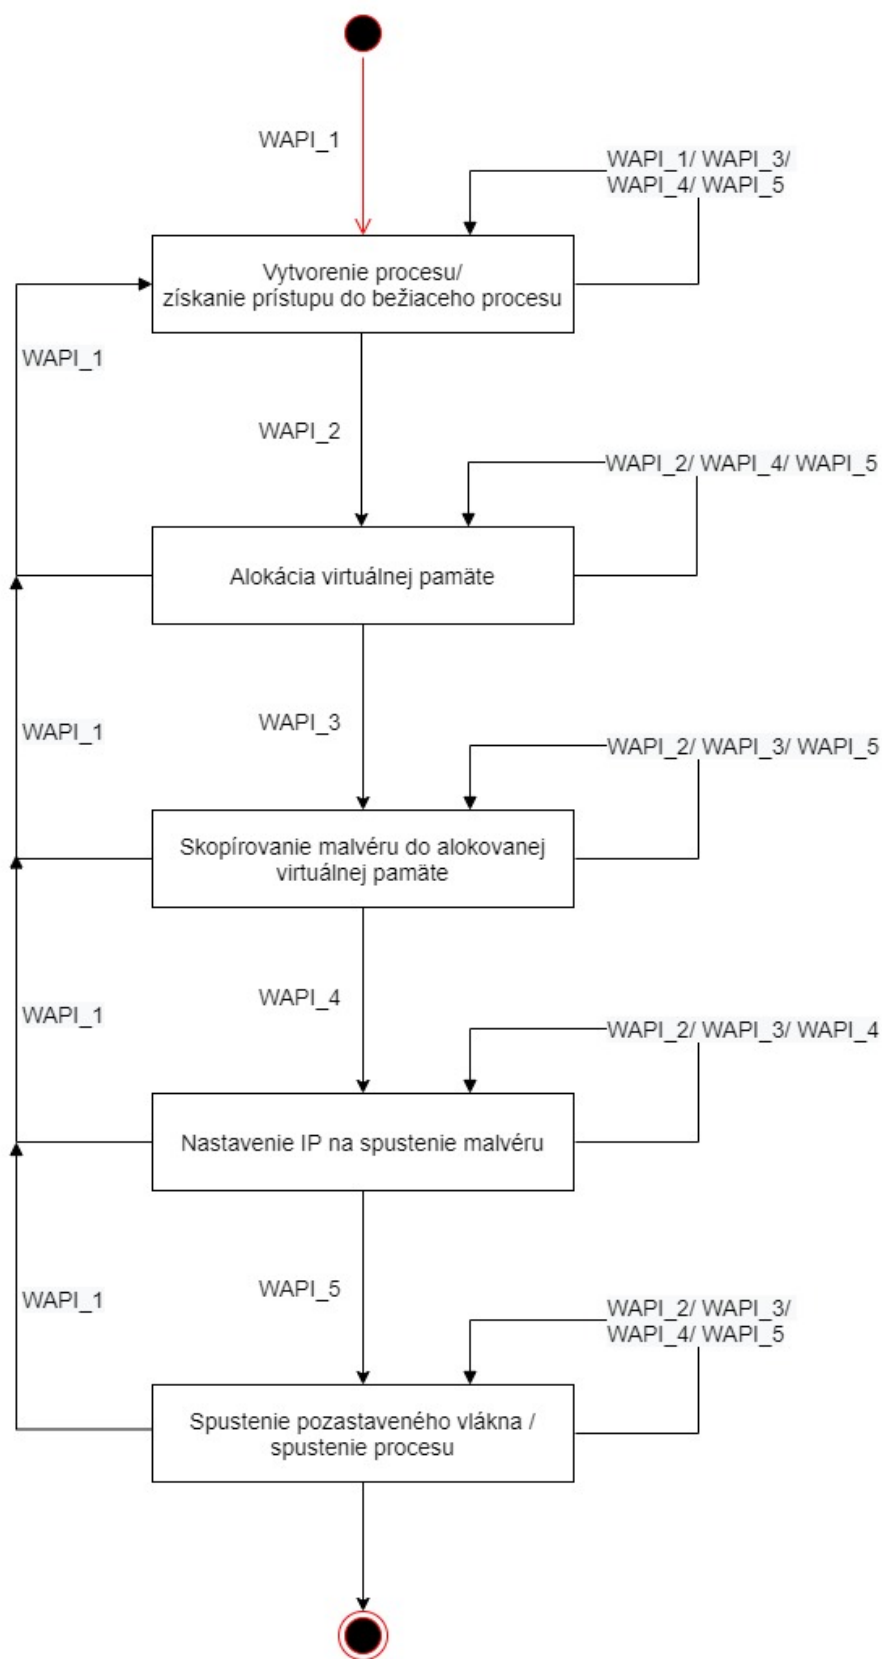 WAPI_1
WAPI_1/ WAPI_3/
WAPI_4/ WAPI_5
Vytvorenie procesu/
získanie prístupu do bežiaceho procesu
WAPI_1
WAPI_2
WAPI_2/ WAPI_4/ WAPI_5
Alokácia virtuálnej pamäte
WAPI_1
WAPI_3
WAPI_2/ WAPI_3/ WAPI_5
Skopírovanie malvéru do alokovanej
virtuálnej pamäte
WAPI_1
WAPI_4
WAPI_2/ WAPI_3/ WAPI_4
Nastavenie IP na spustenie malvéru
WAPI_1
WAPI_5
WAPI_2/ WAPI_3/
WAPI_4/ WAPI_5
Spustenie pozastaveného vlákna /
spustenie procesu